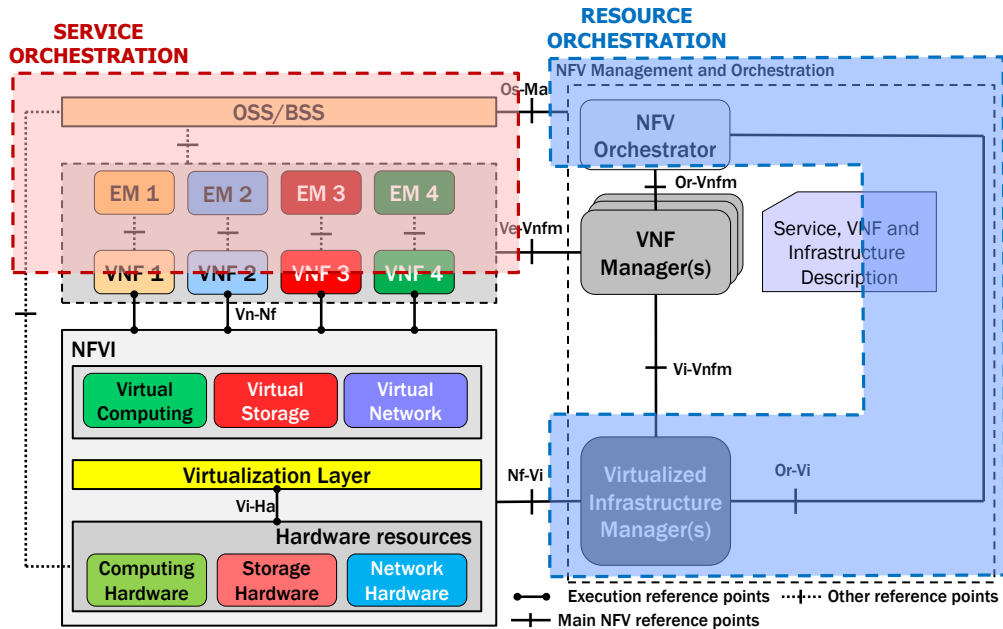 SERVICE
ORCHESTRATION
RESOURCE
ORCHESTRATION
NFV Management and Orchestration
OSS/BSS
Os-Ma
NFV
Orchestrator
Or-Vnfm
EM 1
EM 2
EM 3
EM 4
Ve-Vnfm
VNF
Manager(s)
Service, VNF and
Infrastructure
Description
VNF 1
VNF 2
VNF 3
VNF 4
Vn-Nf
NFVI
Virtual
Computing
Virtual
Storage
Virtual
Network
Vi-Vnfm
Virtualization Layer
Nf-Vi
Virtualized
Infrastructure
Manager(s)
Or-Vi
Vi-Ha
Hardware resources
Computing
Hardware
Storage
Hardware
Network
Hardware
Execution reference points
Other reference points
Main NFV reference points